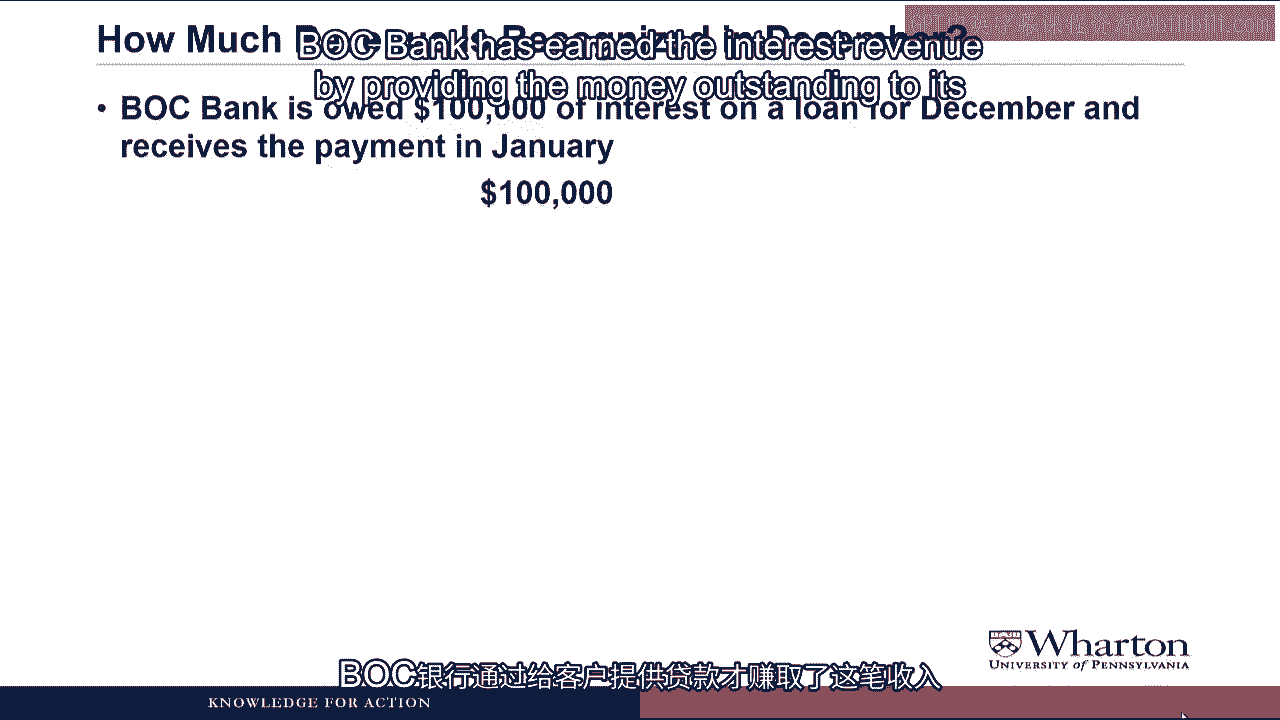 How Much Revenue Is Recognized in December?
BOC Bank has earned the interest revenue
by providing the money outstanding to its
• BOC Bank is owed $100,000 of interest on a loan for December and
receives the payment in January
$100,000
Wharton
UNIVERSITY of PENNSYLVANIA
BOC银行通过给客户提供贷款才赚取了这笔收入
KNOWLEDGE FOR ACTION